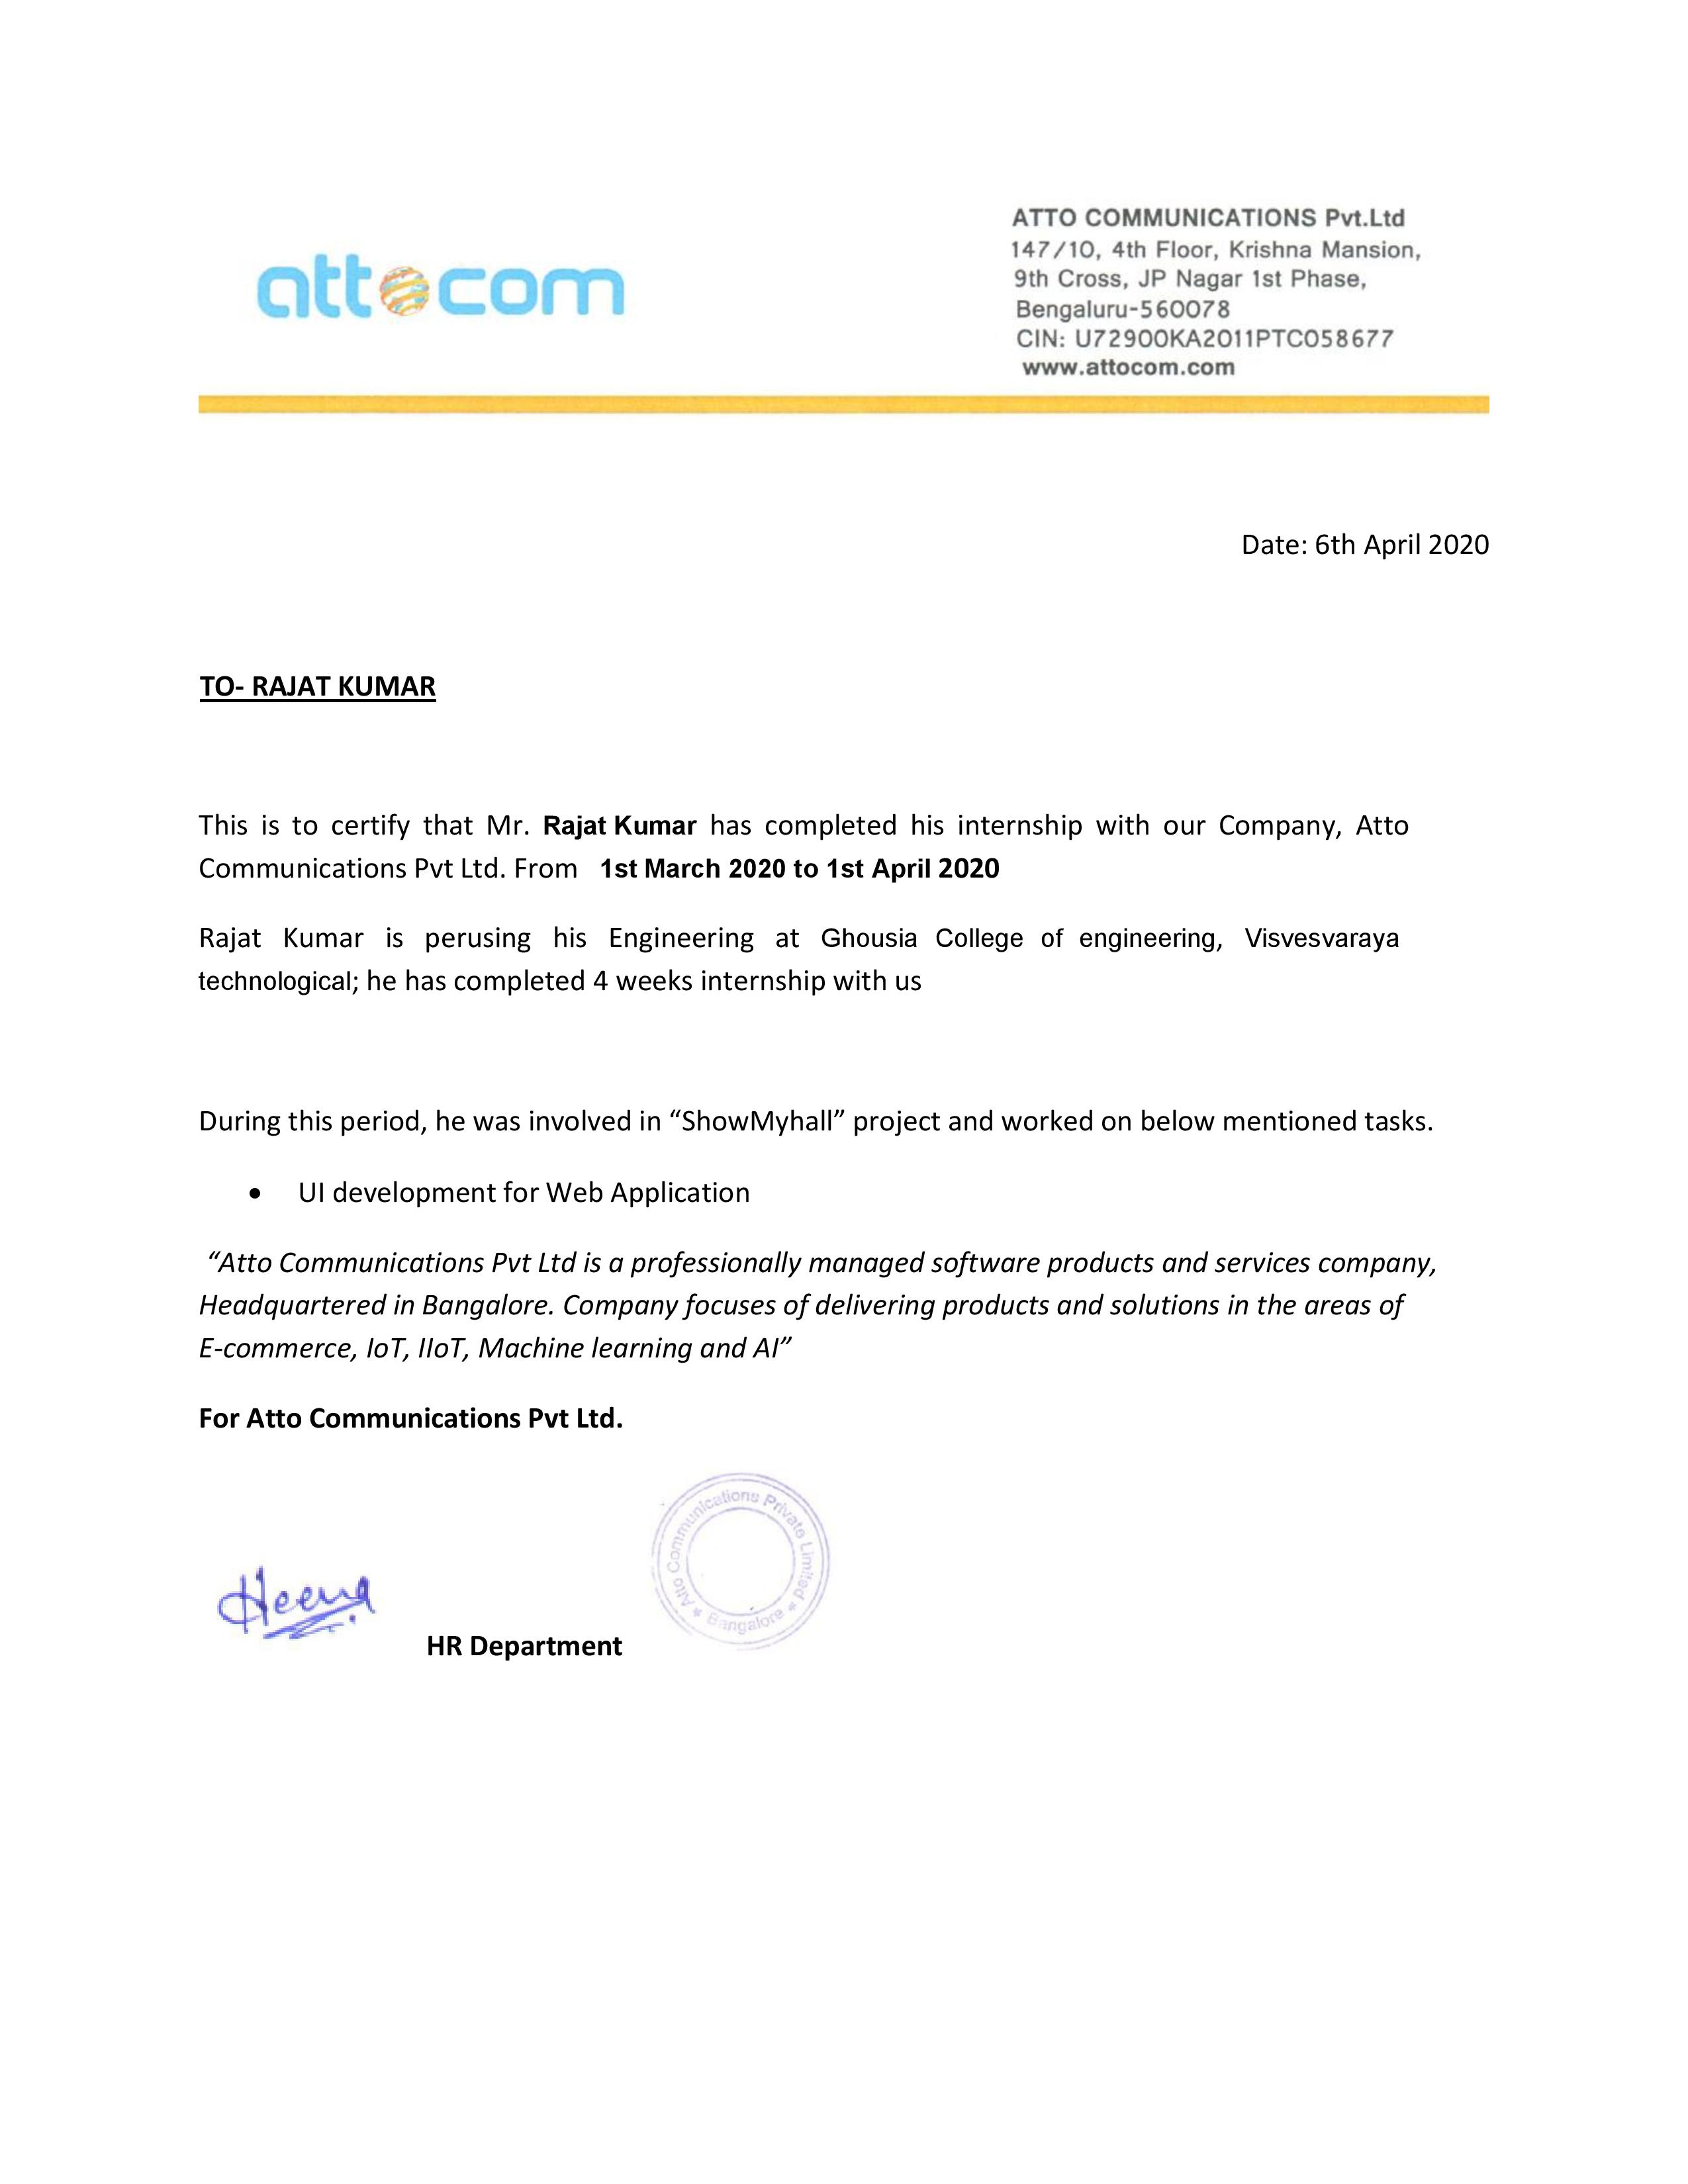 attocom
ATTO COMMUNICATIONS Pvt.Ltd
147/10, 4th Floor, Krishna Mansion,
9th Cross, JP Nagar 1st Phase,
Bengaluru-560078
CIN: U72900KA2011PTC058677
www.attocom.com
Date: 6th April 2020
TO- RAJAT KUMAR
This is to certify that Mr. Rajat Kumar has completed his internship with our Company, Atto
Communications Pvt Ltd. From 1st March 2020 to 1st April 2020
Rajat Kumar is perusing his Engineering at Ghousia College of engineering, Visvesvaraya
technological; he has completed 4 weeks internship with us
During this period, he was involved in “ShowMyhall” project and worked on below mentioned tasks.
• UI development for Web Application
“Atto Communications Pvt Ltd is a professionally managed software products and services company,
Headquartered in Bangalore. Company focuses of delivering products and solutions in the areas of
E-commerce, IoT, IIoT, Machine learning and AI”
For Atto Communications Pvt Ltd.
Atto Communications Private Limited
* Bangalore *
Heena
HR Department